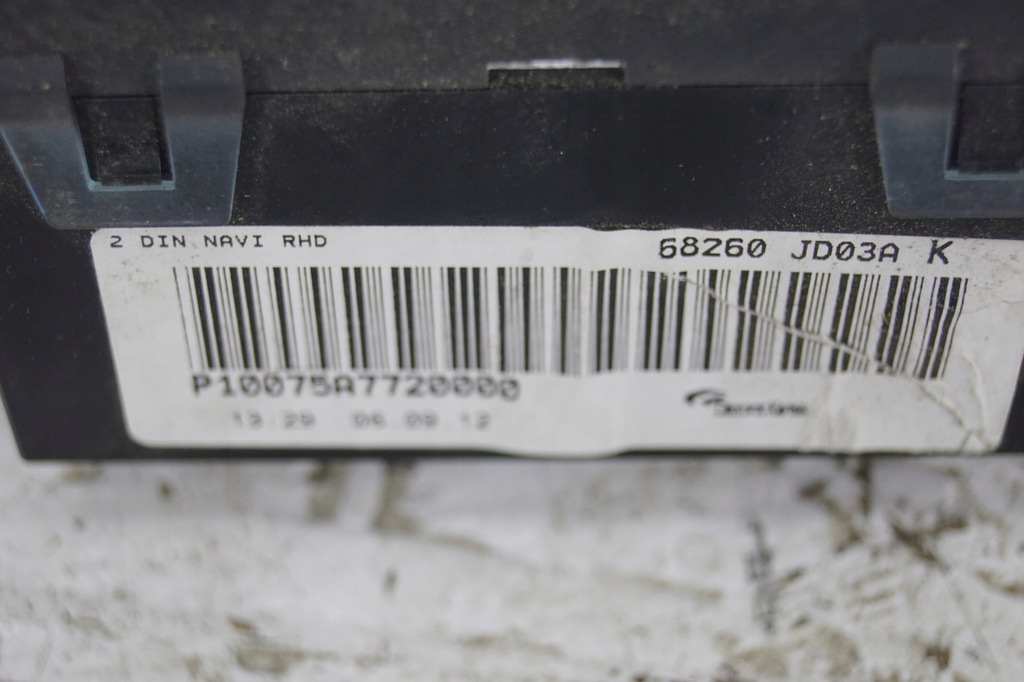 2 DIN NAVI RHD
68260 JD03A K
P10075A7720000
13:29 06.09.12